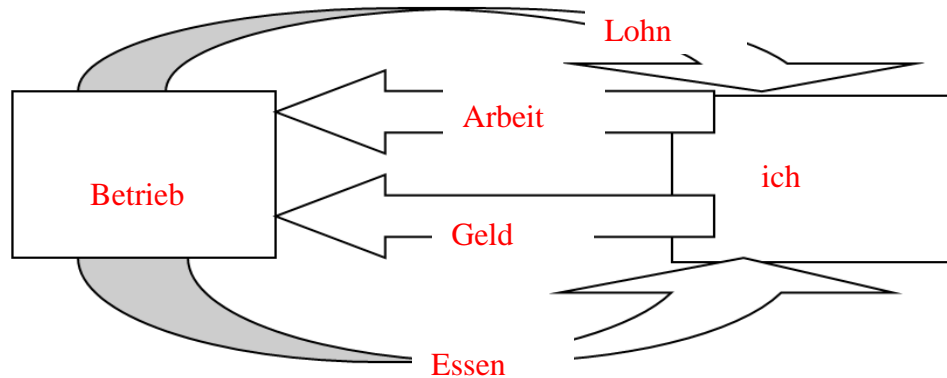 Lohn
Arbeit
Betrieb
ich
Geld
Essen